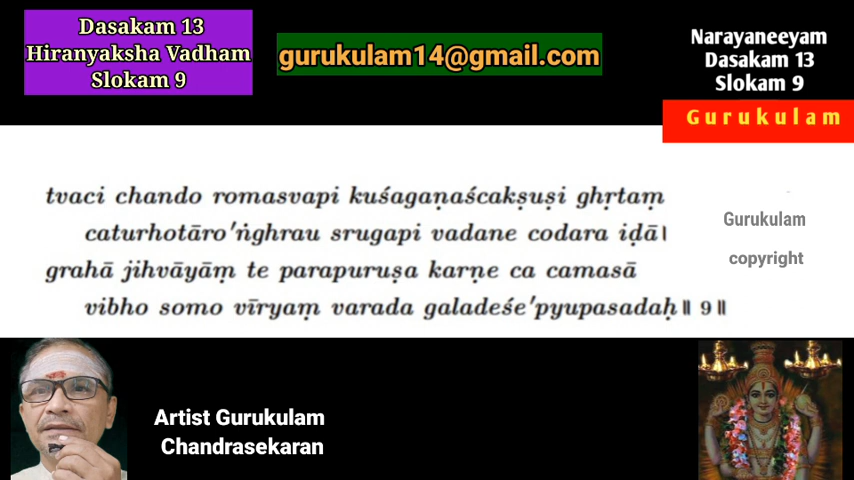 Dasakam 13
Hiranyaksha Vadham
Slokam 9
gurukulam14@gmail.com
Narayaneeyam
Dasakam 13
Slokam 9
Gurukulam
tvaci chando romasvapi kuśagaṇaścakṣuṣi ghṛtaṃ
caturhotāro'ṅghrau srugapi vadane codara iḍā।
grahā jihvāyāṃ te parapuruṣa karṇe ca camasā
vibho somo vīryaṃ varada galadeśe'pyupasadaḥ॥ 9॥
Gurukulam
copyright
Artist Gurukulam
Chandrasekaran